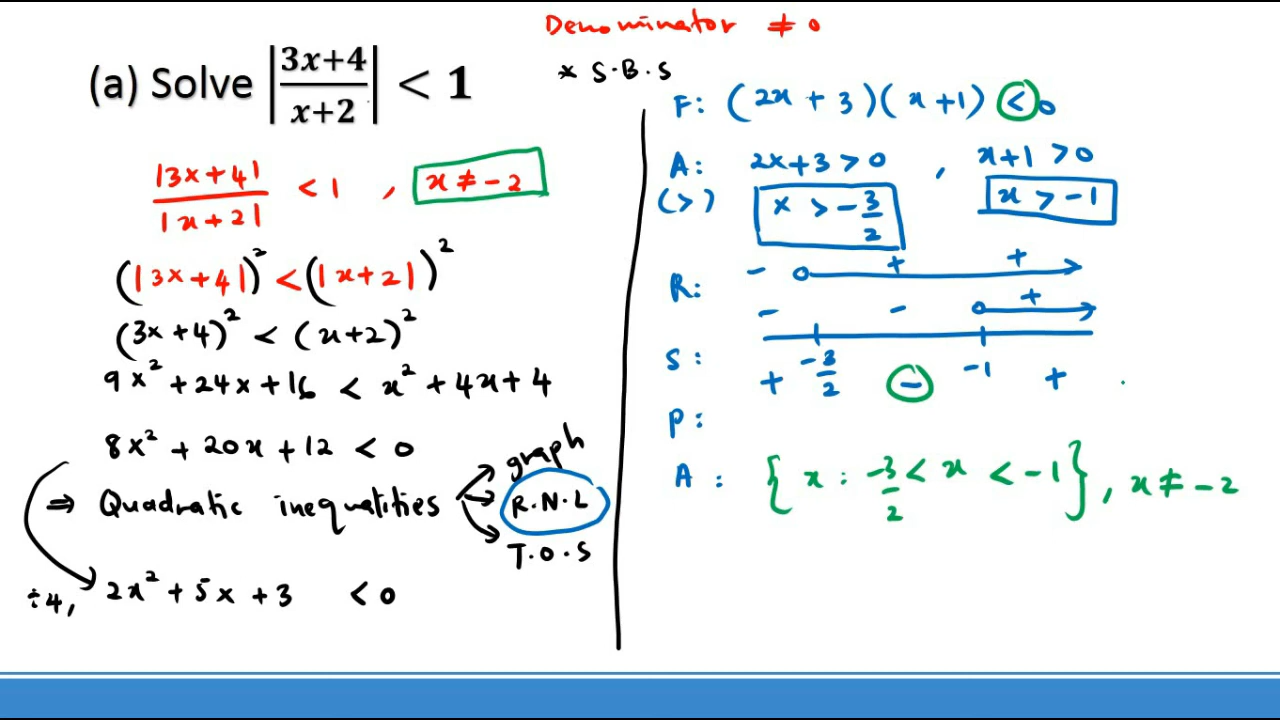 Denominator ≠ 0
(a) Solve |3x+4 / x+2| < 1
* S.B.S
|3x+4| / |x+2| < 1 , x ≠ -2
(|3x+4|)² < (|x+2|)²
(3x+4)² < (x+2)²
9x² + 24x + 16 < x² + 4x + 4
8x² + 20x + 12 < 0
⇒ Quadratic inequalities
graph
R.N.L
T.O.S
÷4, 2x² + 5x + 3 < 0
F: (2x + 3)(x + 1) < 0
A: 2x+3 > 0 , x+1 > 0
(>) x > -3/2 x > -1
R: - + +
- - +
S: -3/2 -1
+ - +
P:
A: {x : -3/2 < x < -1}, x ≠ -2